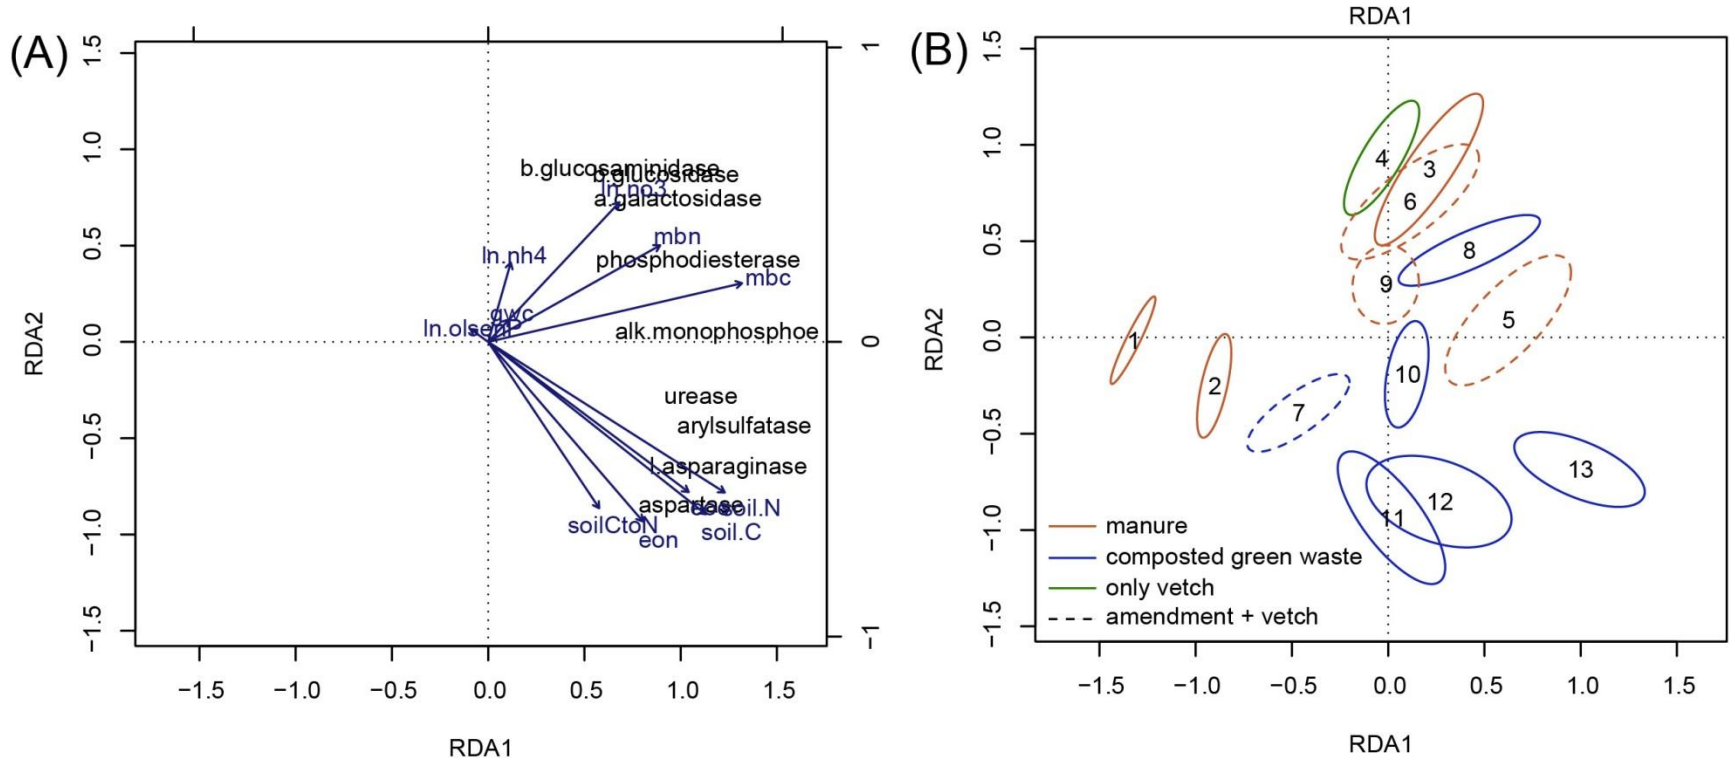 (A)
1.5
1.0
0.5
0.0
−0.5
−1.0
−1.5
RDA2
1
0
−1
b.glucosaminidase
b.glucosidase
ln.no3
a.galactosidase
mbn
ln.nh4
phosphodiesterase
mbc
gwc
ln.olsenP
alk.monophosphoe
urease
arylsulfatase
l.asparaginase
aspartase
soil.N
soilCtoN
soil.C
eon
−1.5 −1.0 −0.5 0.0 0.5 1.0 1.5
RDA1
RDA1
(B)
1.5
1.0
0.5
0.0
−0.5
−1.0
−1.5
RDA2
4
3
6
8
9
5
1
10
2
7
13
12
11
manure
composted green waste
only vetch
amendment + vetch
−1.5 −1.0 −0.5 0.0 0.5 1.0 1.5
RDA1